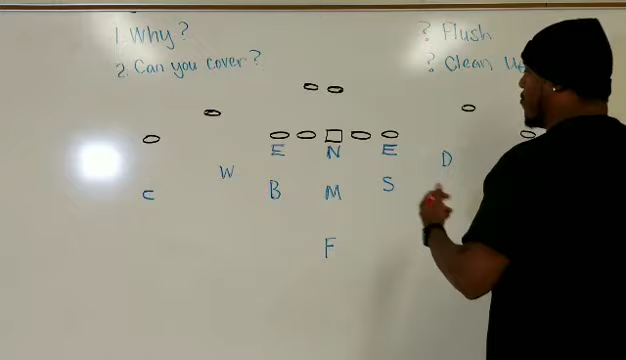 1. Why?
2. Can you cover?
? Flush
? Clean
E N E D
W B M S
C
F